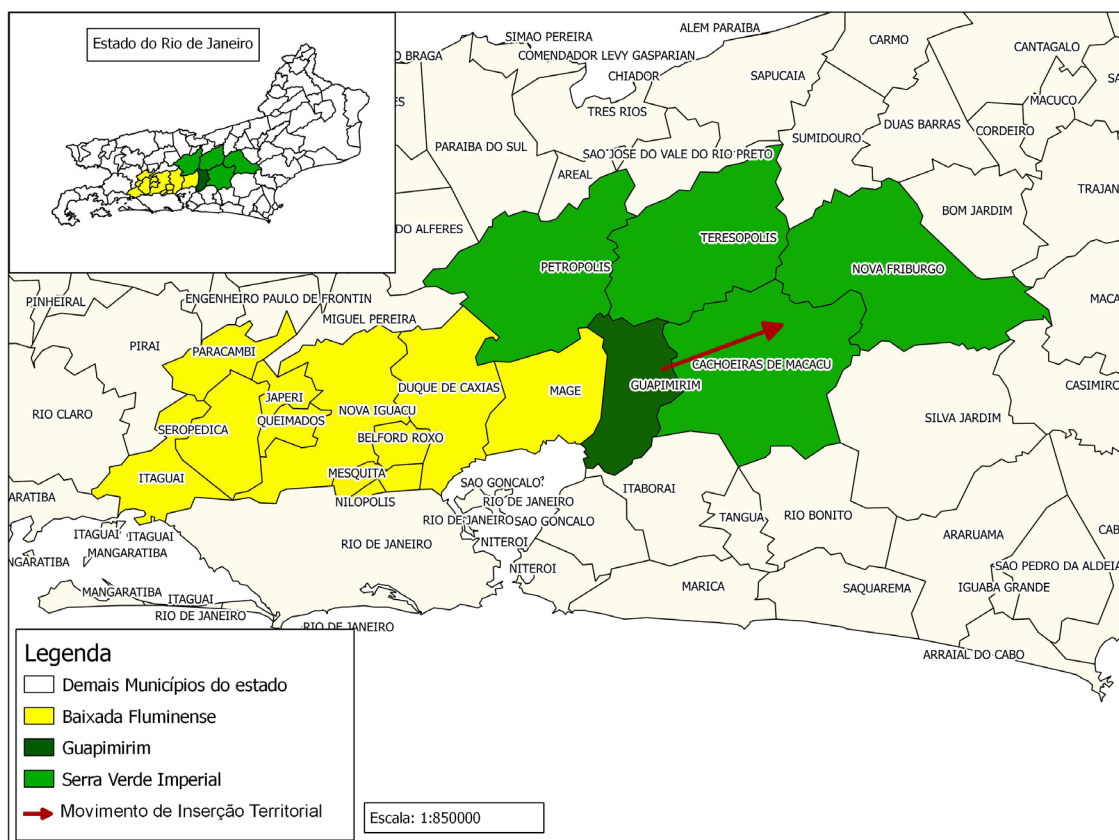 Estado do Rio de Janeiro
SIMAO PEREIRA
ALEM PARAIBA
CARMO
CANTAGALO
O BRAGA
COMENDADOR LEVY GASPARIAN
CHIADOR
SAPUCAIA
SA
ES
TRES RIOS
MACUCO
DUAS BARRAS
CORDEIRO
PARAIBA DO SUL
SUMIDOURO
SAO JOSE DO VALE DO RIO PRETO
AREAL
TRAJAN
BOM JARDIM
DO ALFERES
TERESOPOLIS
PETROPOLIS
NOVA FRIBURGO
PINHEIRAL
ENGENHEIRO PAULO DE FRONTIN
MACA
MIGUEL PEREIRA
PIRAI
PARACAMBI
CACHOEIRAS DE MACACU
DUQUE DE CAXIAS
MAGE
GUAPIMIRIM
CASIMIRO
JAPERI
RIO CLARO
NOVA IGUACU
QUEIMADOS
SILVA JARDIM
SEROPEDICA
BELFORD ROXO
ITAGUAI
MESQUITA
SAO GONCALO
ITABORAI
ARATIBA
NILOPOLIS
RIO DE JANEIRO
RIO DE JANEIRO
SAO GONCALO
TANGUA
RIO BONITO
ITAGUAI
ITAGUAI
ARARUAMA
CAB
NITEROI
RIO DE JANEIRO
MANGARATIBA
NGARATIBA
NITEROI
SAO PEDRO DA ALDEIA
MARICA
SAQUAREMA
IGUABA GRANDE
MANGARATIBA
ITAGUAI
RIO DE JANEIRO
RIO DE JANEIRO
ARRAIAL DO CABO
Legenda
Demais Municípios do estado
Baixada Fluminense
Guapimirim
Serra Verde Imperial
Movimento de Inserção Territorial
Escala: 1:850000